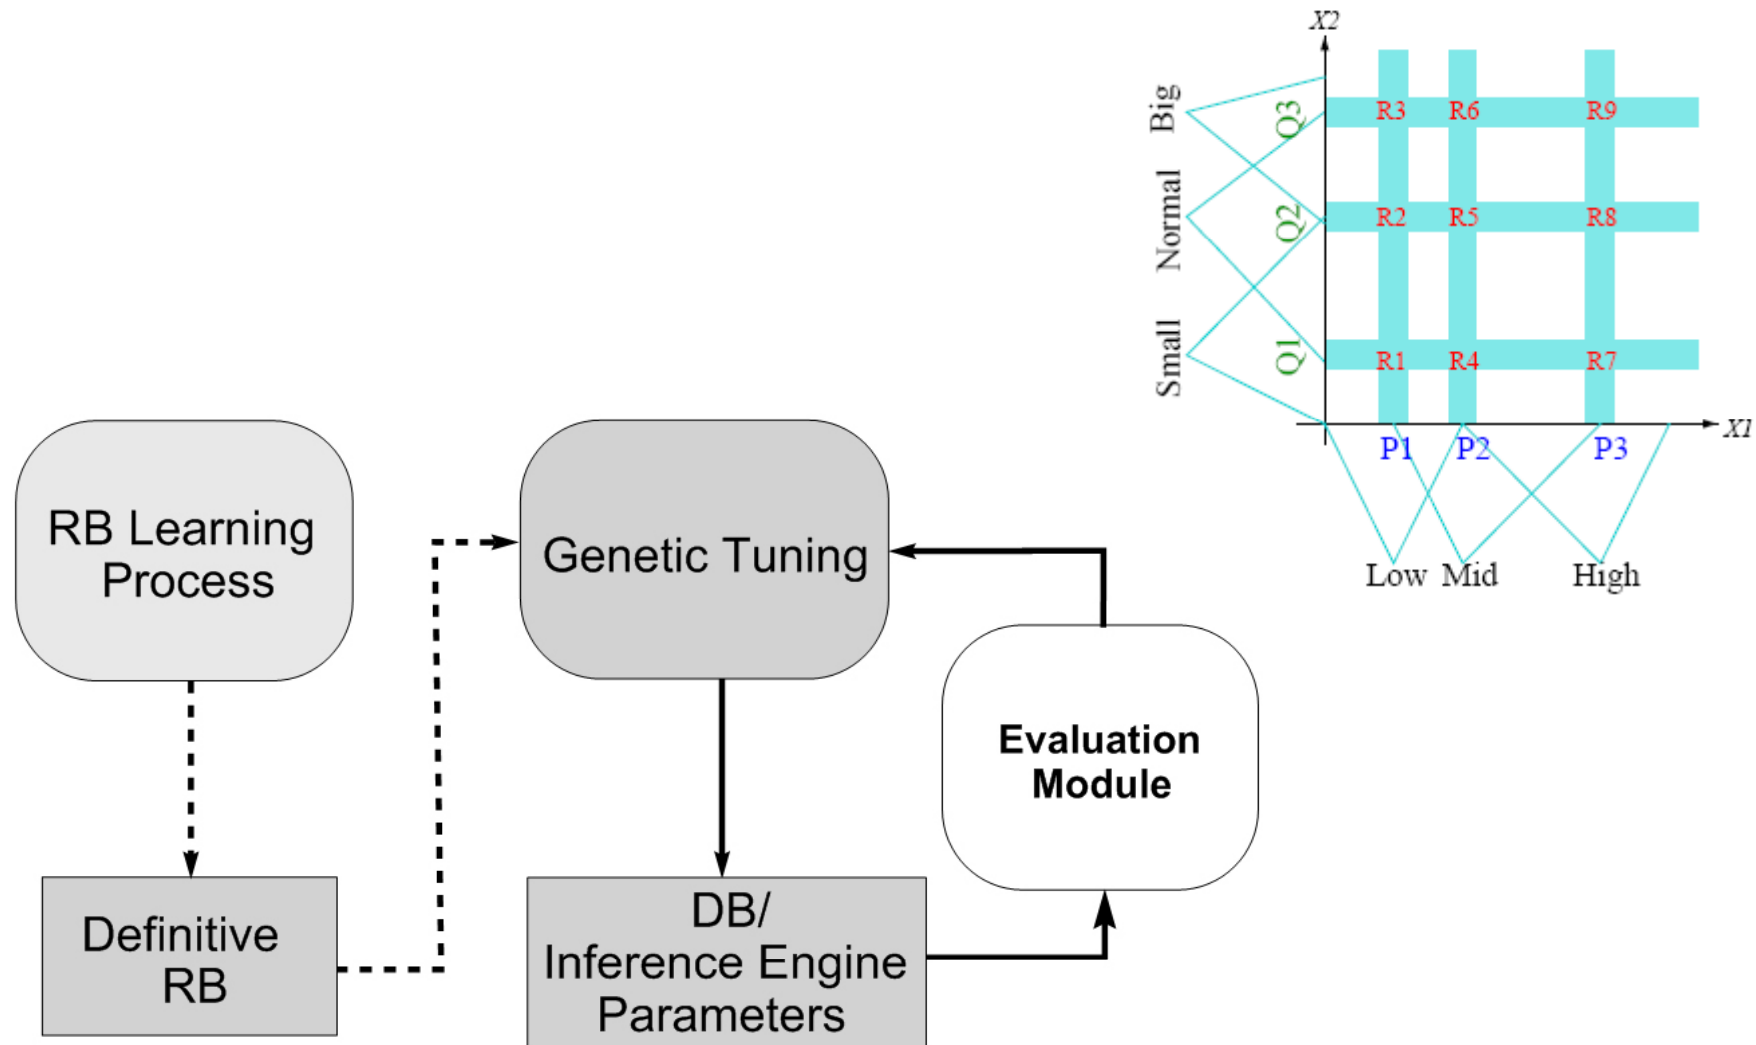 X2
Big
Normal
Small
Q3
Q2
Q1
R3 R6 R9
R2 R5 R8
R1 R4 R7
X1
P1 P2 P3
Low Mid High
RB Learning
Process
Definitive
RB
Genetic Tuning
DB/
Inference Engine
Parameters
Evaluation
Module